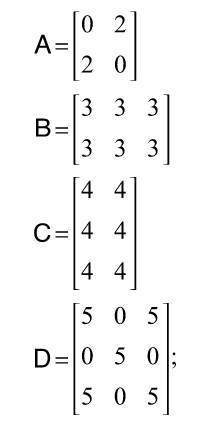 A = [0 2
2 0]
B = [3 3 3
3 3 3]
C = [4 4
4 4
4 4]
D = [5 0 5
0 5 0
5 0 5];